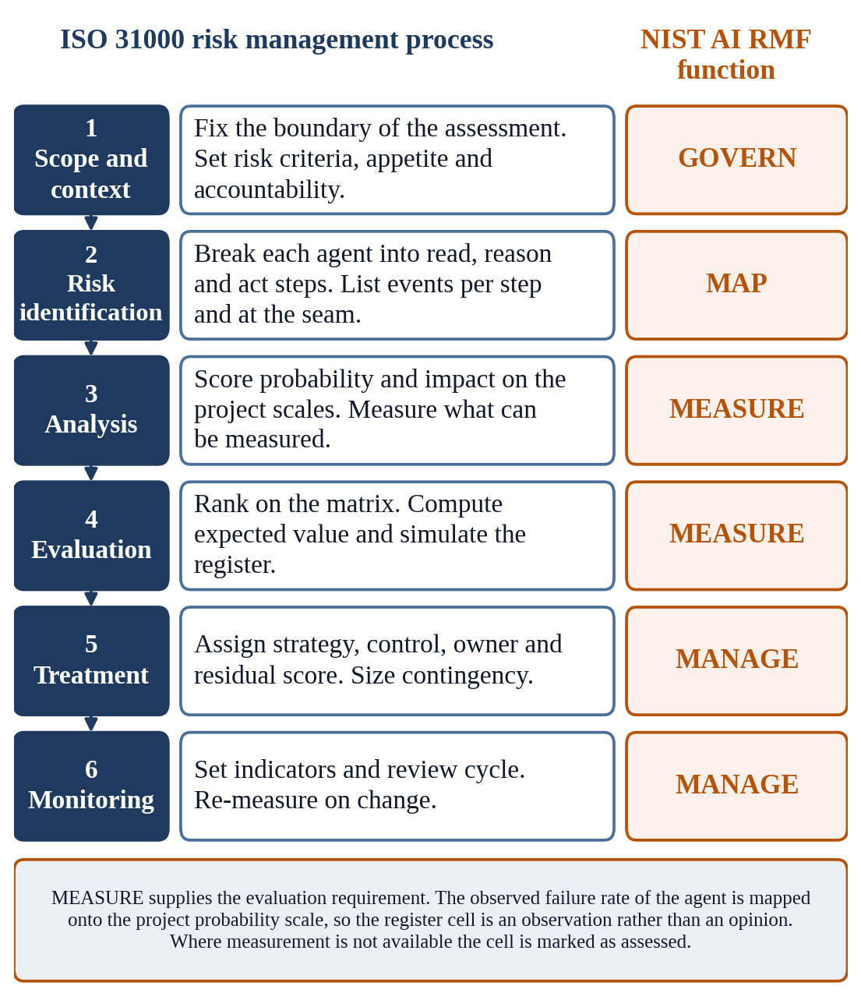 ISO 31000 risk management process
NIST AI RMF
function
1
Scope and
context
Fix the boundary of the assessment.
Set risk criteria, appetite and
accountability.
GOVERN
2
Risk
identification
Break each agent into read, reason
and act steps. List events per step
and at the seam.
MAP
3
Analysis
Score probability and impact on the
project scales. Measure what can
be measured.
MEASURE
4
Evaluation
Rank on the matrix. Compute
expected value and simulate the
register.
MEASURE
5
Treatment
Assign strategy, control, owner and
residual score. Size contingency.
MANAGE
6
Monitoring
Set indicators and review cycle.
Re-measure on change.
MANAGE
MEASURE supplies the evaluation requirement. The observed failure rate of the agent is mapped
onto the project probability scale, so the register cell is an observation rather than an opinion.
Where measurement is not available the cell is marked as assessed.